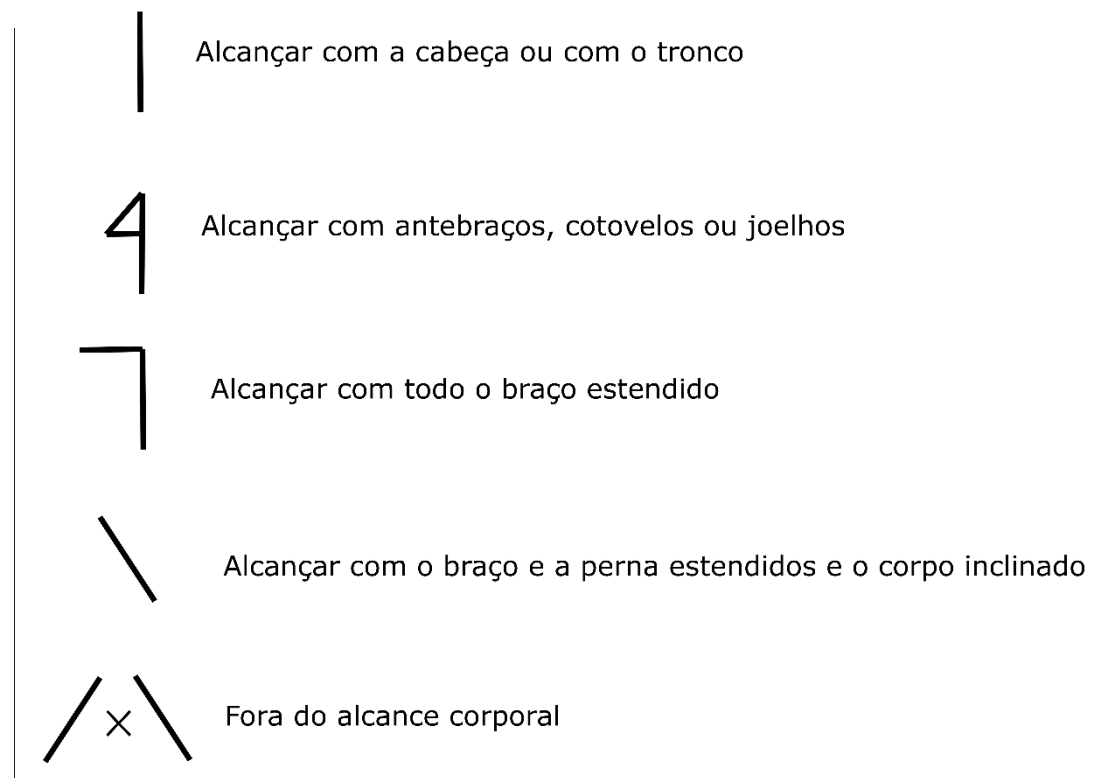 Alcançar com a cabeça ou com o tronco
Alcançar com antebraços, cotovelos ou joelhos
Alcançar com todo o braço estendido
Alcançar com o braço e a perna estendidos e o corpo inclinado
Fora do alcance corporal